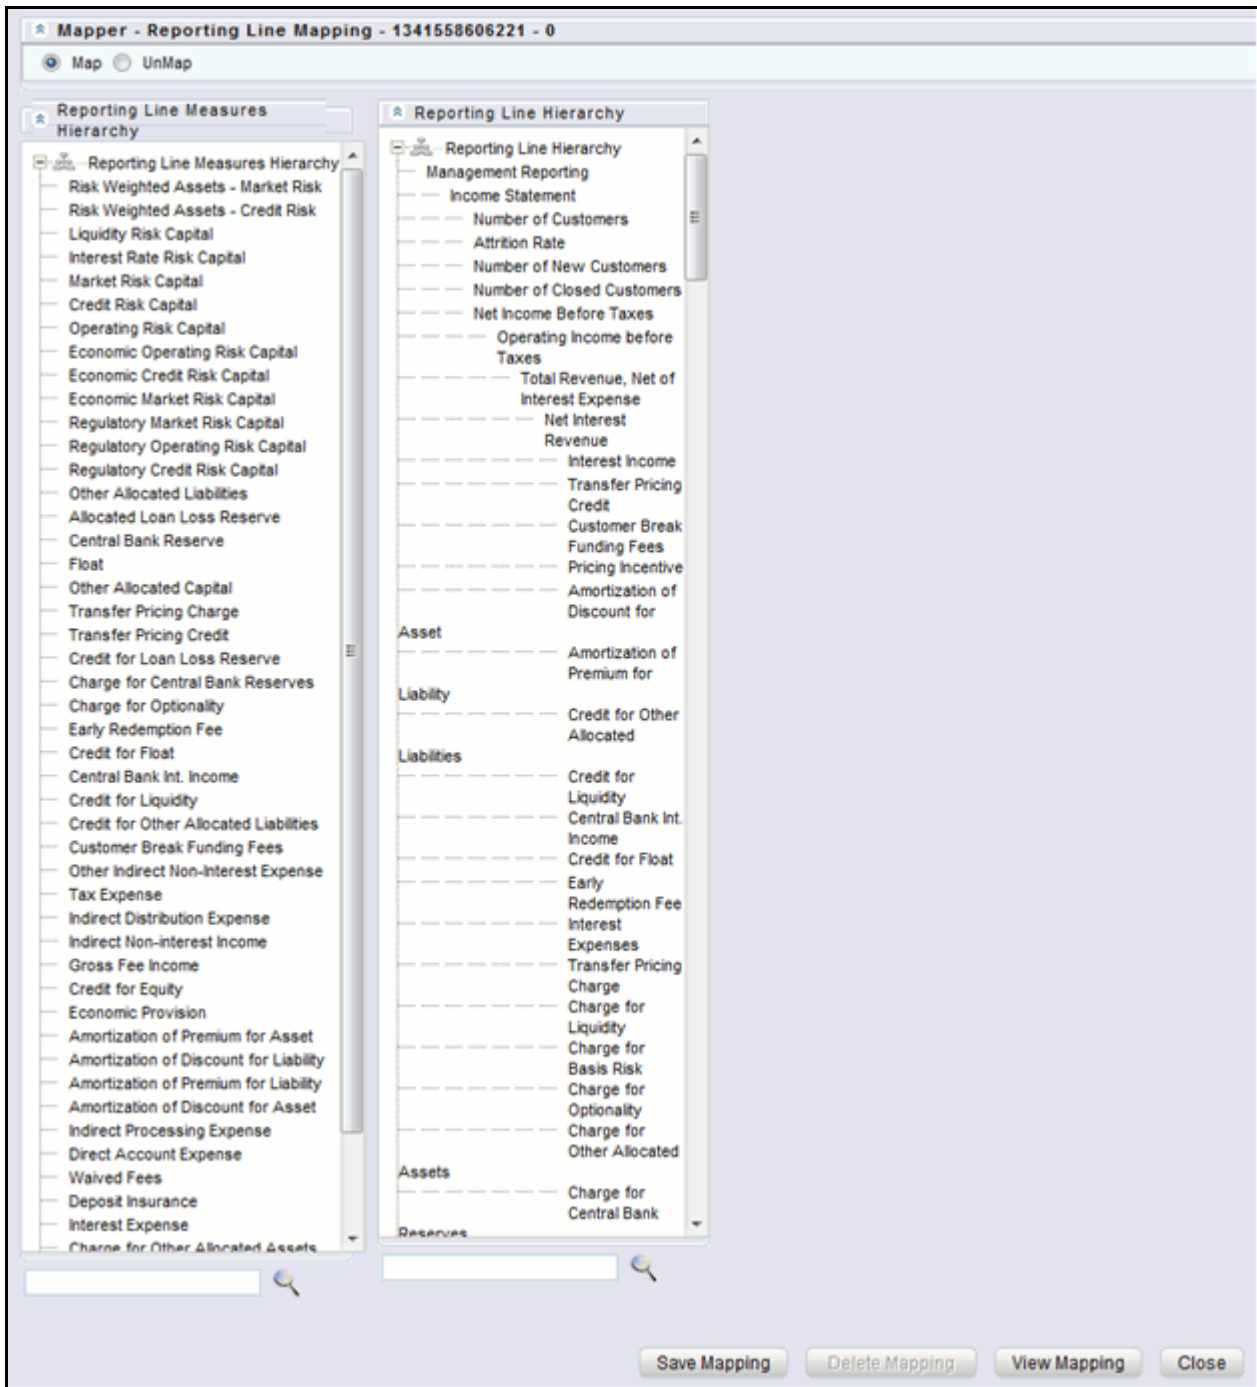 Mapper - Reporting Line Mapping - 1341558606221 - 0
Map UnMap
Reporting Line Measures
Hierarchy
Reporting Line Measures Hierarchy
Risk Weighted Assets - Market Risk
Risk Weighted Assets - Credit Risk
Liquidity Risk Capital
Interest Rate Risk Capital
Market Risk Capital
Credit Risk Capital
Operating Risk Capital
Economic Operating Risk Capital
Economic Credit Risk Capital
Economic Market Risk Capital
Regulatory Market Risk Capital
Regulatory Operating Risk Capital
Regulatory Credit Risk Capital
Other Allocated Liabilities
Allocated Loan Loss Reserve
Central Bank Reserve
Float
Other Allocated Capital
Transfer Pricing Charge
Transfer Pricing Credit
Credit for Loan Loss Reserve
Charge for Central Bank Reserves
Charge for Optionality
Early Redemption Fee
Credit for Float
Central Bank Int. Income
Credit for Liquidity
Credit for Other Allocated Liabilities
Customer Break Funding Fees
Other Indirect Non-Interest Expense
Tax Expense
Indirect Distribution Expense
Indirect Non-interest Income
Gross Fee Income
Credit for Equity
Economic Provision
Amortization of Premium for Asset
Amortization of Discount for Liability
Amortization of Premium for Liability
Amortization of Discount for Asset
Indirect Processing Expense
Direct Account Expense
Waived Fees
Deposit Insurance
Interest Expense
Charge for Other Allocated Assets
Reporting Line Hierarchy
Reporting Line Hierarchy
Management Reporting
Income Statement
Number of Customers
Attrition Rate
Number of New Customers
Number of Closed Customers
Net Income Before Taxes
Operating Income before
Taxes
Total Revenue, Net of
Interest Expense
Net Interest
Revenue
Interest Income
Transfer Pricing
Credit
Customer Break
Funding Fees
Pricing Incentive
Amortization of
Discount for
Asset
Amortization of
Premium for
Liability
Credit for Other
Allocated
Liabilities
Credit for
Liquidity
Central Bank Int.
Income
Credit for Float
Early
Redemption Fee
Interest
Expenses
Transfer Pricing
Charge
Charge for
Liquidity
Charge for
Basis Risk
Charge for
Optionality
Charge for
Other Allocated
Assets
Charge for
Central Bank
Reserves
Save Mapping
Delete Mapping
View Mapping
Close